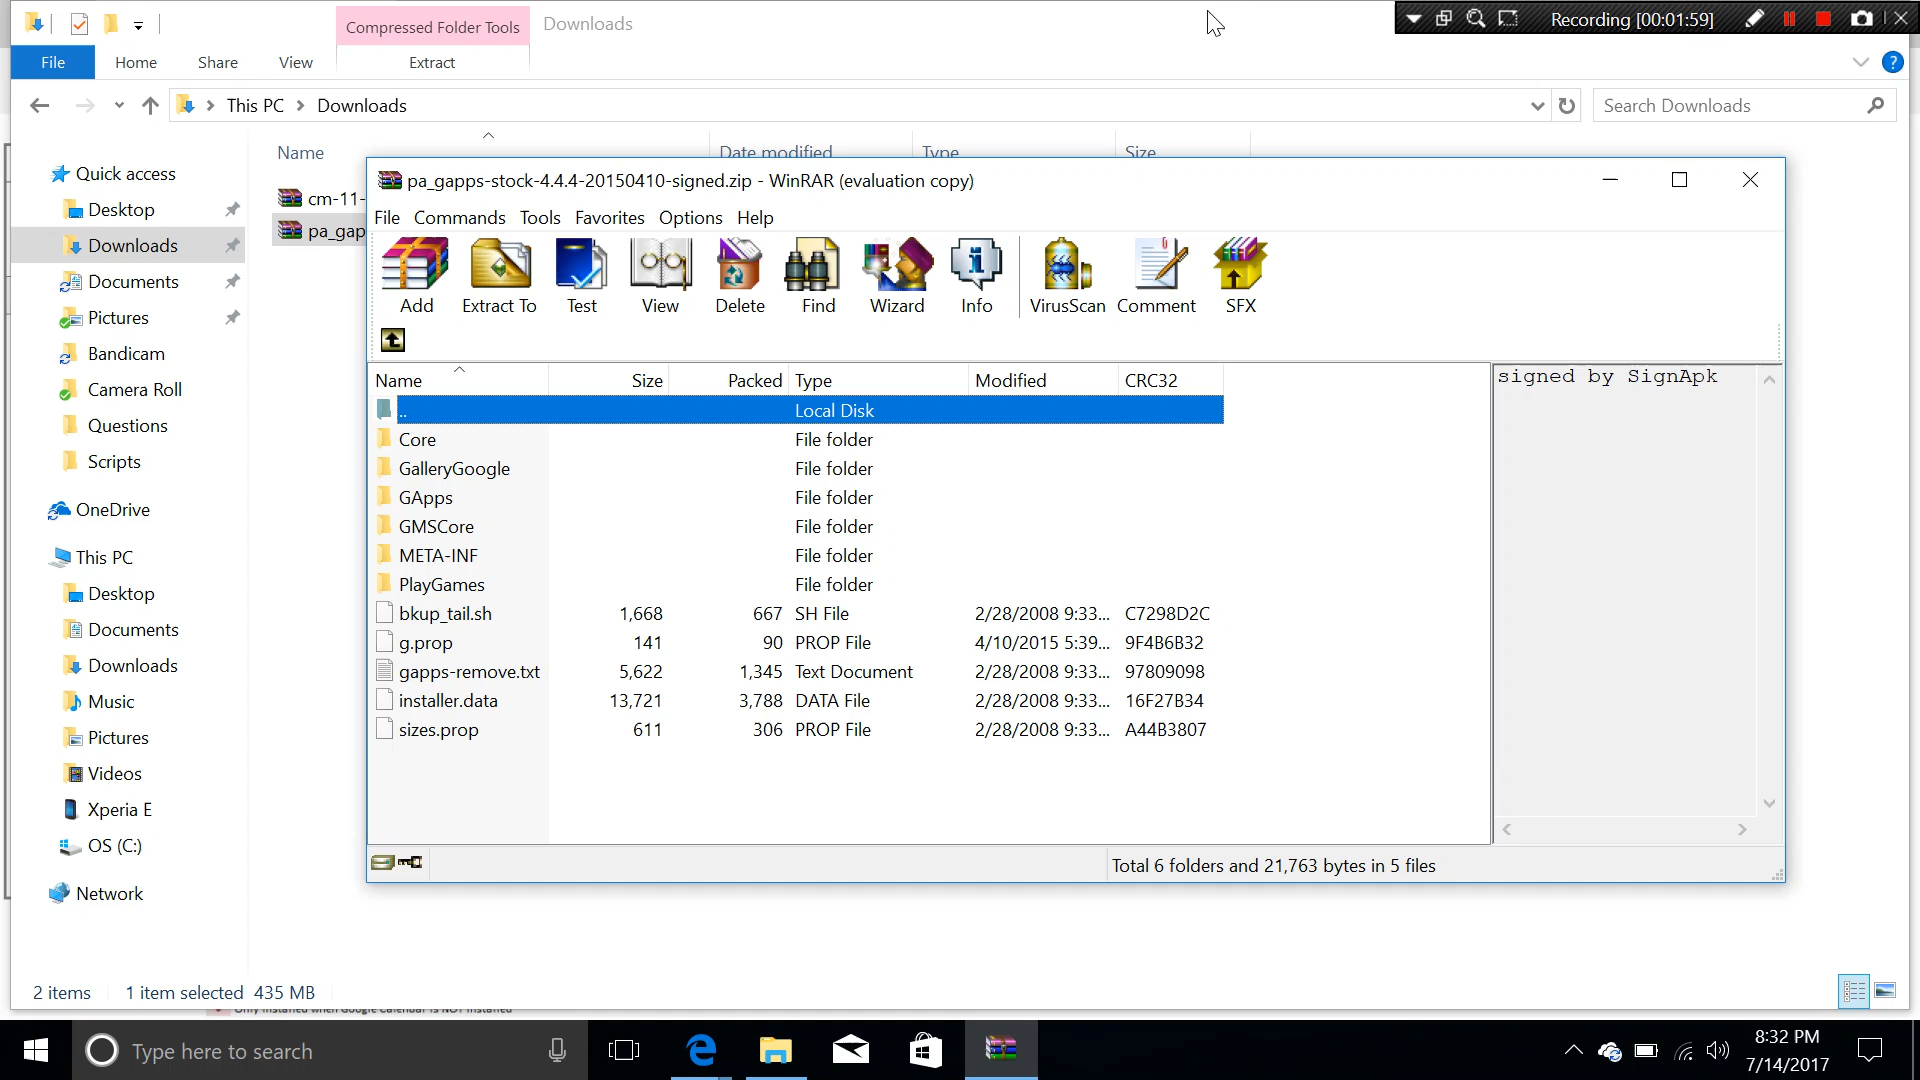 Compressed Folder Tools
Downloads
Recording [00:01:59]
File
Home
Share
View
Extract
This PC
Downloads
Search Downloads
Name
Date modified
Type
Size
Quick access
Desktop
Downloads
Documents
Pictures
Bandicam
Camera Roll
Questions
Scripts
OneDrive
This PC
Desktop
Documents
Downloads
Music
Pictures
Videos
Xperia E
OS (C:)
Network
cm-11-
pa_gap
pa_gapps-stock-4.4.4-20150410-signed.zip - WinRAR (evaluation copy)
File Commands Tools Favorites Options Help
Add
Extract To
Test
View
Delete
Find
Wizard
Info
VirusScan
Comment
SFX
Name Size Packed Type Modified CRC32
.. Local Disk
Core File folder
GalleryGoogle File folder
GApps File folder
GMSCore File folder
META-INF File folder
PlayGames File folder
bkup_tail.sh 1,668 667 SH File 2/28/2008 9:33... C7298D2C
g.prop 141 90 PROP File 4/10/2015 5:39... 9F4B6B32
gapps-remove.txt 5,622 1,345 Text Document 2/28/2008 9:33... 97809098
installer.data 13,721 3,788 DATA File 2/28/2008 9:33... 16F27B34
sizes.prop 611 306 PROP File 2/28/2008 9:33... A44B3807
signed by SignApk
Total 6 folders and 21,763 bytes in 5 files
2 items
1 item selected 435 MB
Only installed when Google Calendar is NOT installed
Type here to search
8:32 PM
7/14/2017